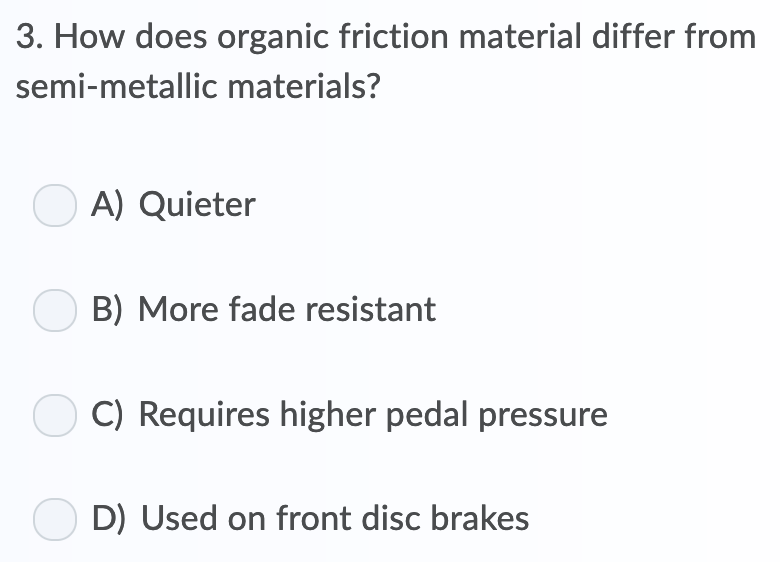 3. How does organic friction material differ from
semi-metallic materials?
A) Quieter
B) More fade resistant
C) Requires higher pedal pressure
D) Used on front disc brakes